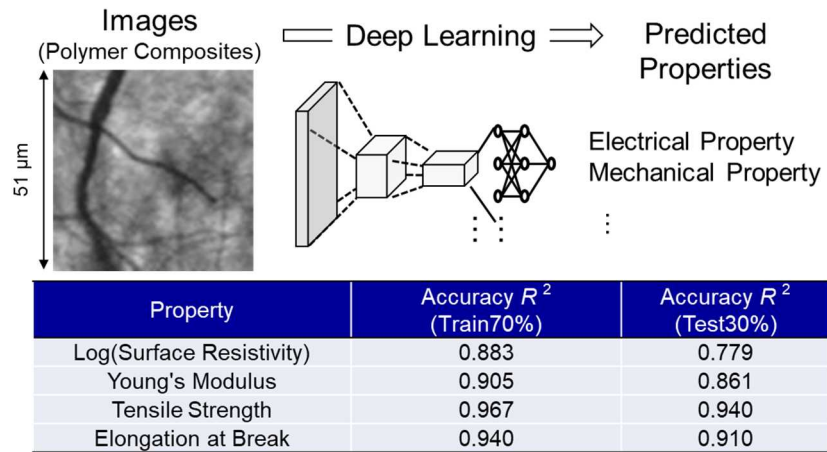 Images
(Polymer Composites)
Deep Learning
Predicted
Properties
51 μm
Electrical Property
Mechanical Property
⋮ ⋮ ⋮
Property
Accuracy R²
(Train70%)
Accuracy R²
(Test30%)
Log(Surface Resistivity) 0.883 0.779
Young's Modulus 0.905 0.861
Tensile Strength 0.967 0.940
Elongation at Break 0.940 0.910